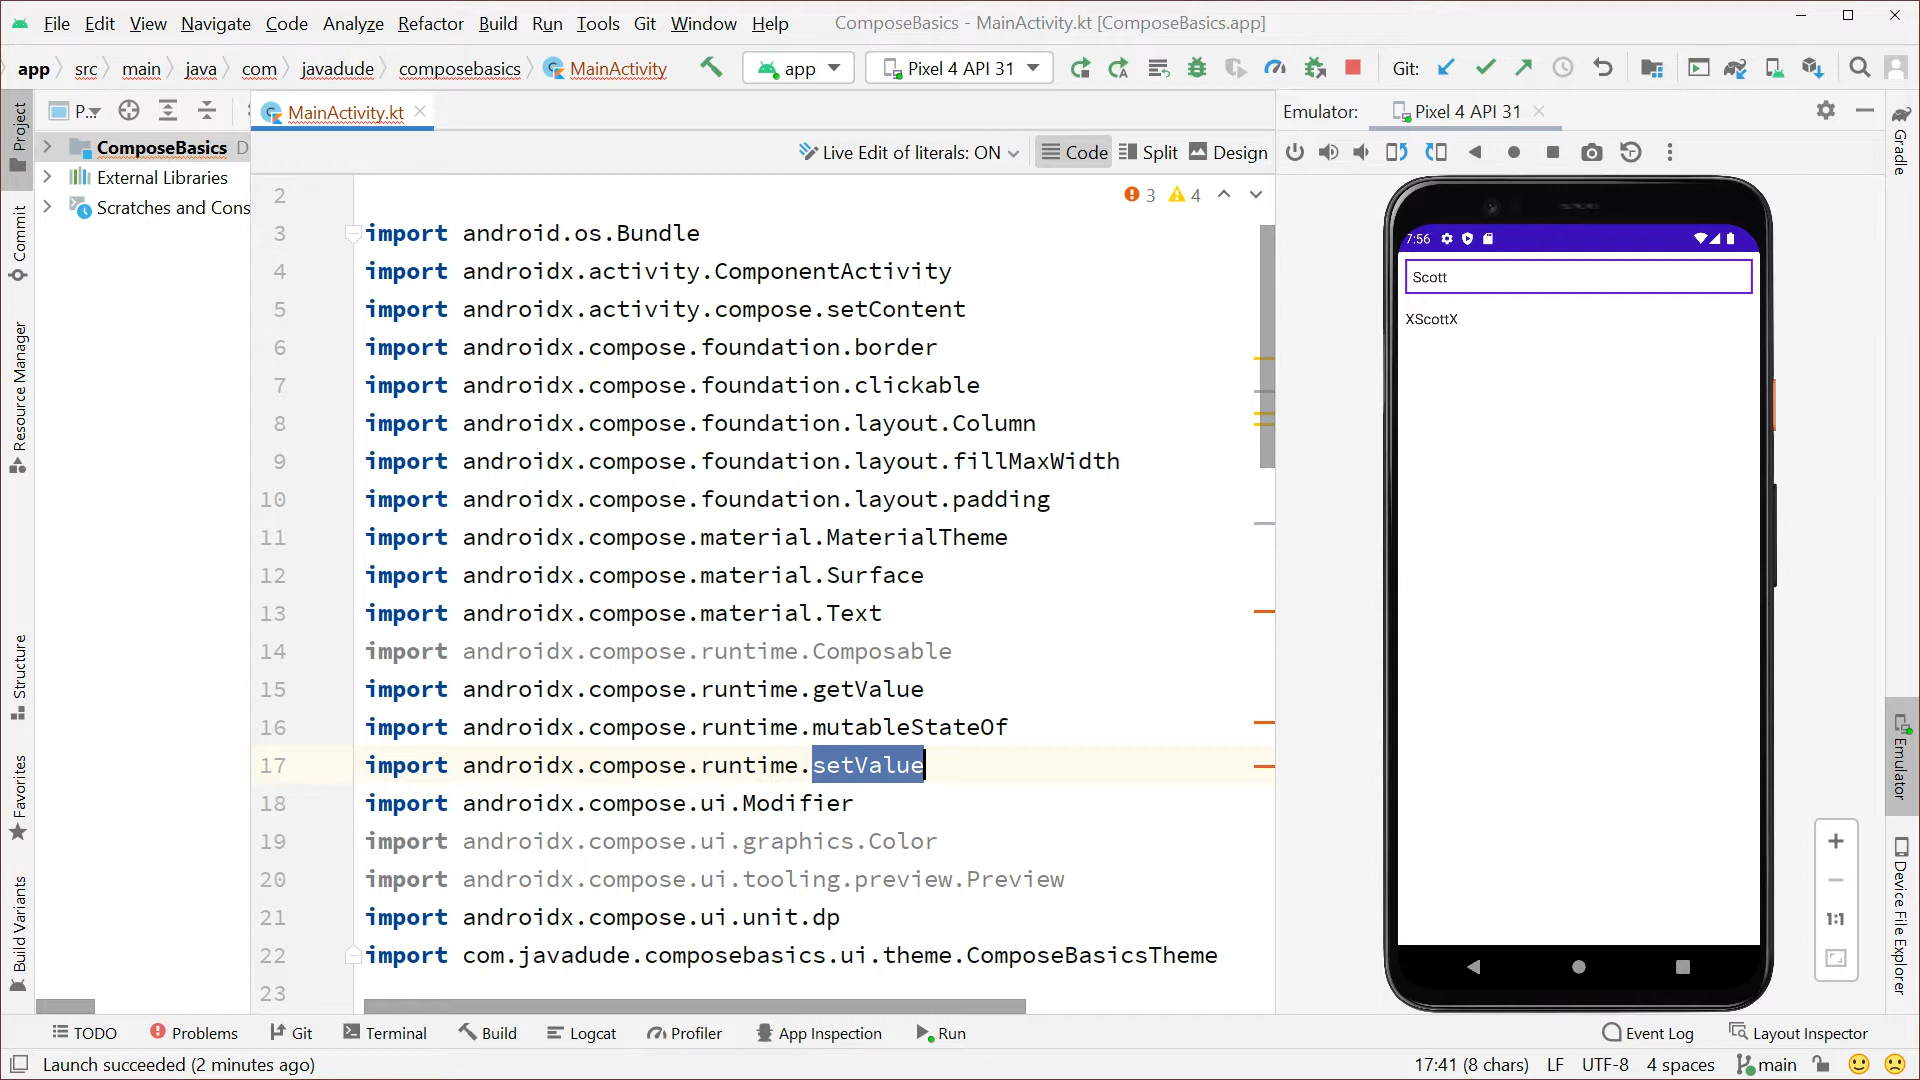 File Edit View Navigate Code Analyze Refactor Build Run Tools Git Window Help ComposeBasics - MainActivity.kt [ComposeBasics.app]
app src main java com javadude composebasics MainActivity app Pixel 4 API 31 Git:
P... MainActivity.kt Emulator: Pixel 4 API 31
Live Edit of literals: ON Code Split Design
ComposeBasics D
External Libraries
Scratches and Cons
3 4
2
3 import android.os.Bundle
4 import androidx.activity.ComponentActivity
5 import androidx.activity.compose.setContent
6 import androidx.compose.foundation.border
7 import androidx.compose.foundation.clickable
8 import androidx.compose.foundation.layout.Column
9 import androidx.compose.foundation.layout.fillMaxWidth
10 import androidx.compose.foundation.layout.padding
11 import androidx.compose.material.MaterialTheme
12 import androidx.compose.material.Surface
13 import androidx.compose.material.Text
14 import androidx.compose.runtime.Composable
15 import androidx.compose.runtime.getValue
16 import androidx.compose.runtime.mutableStateOf
17 import androidx.compose.runtime.setValue
18 import androidx.compose.ui.Modifier
19 import androidx.compose.ui.graphics.Color
20 import androidx.compose.ui.tooling.preview.Preview
21 import androidx.compose.ui.unit.dp
22 import com.javadude.composebasics.ui.theme.ComposeBasicsTheme
23
7:56
Scott
XScottX
1:1
Project
Commit
Resource Manager
Structure
Favorites
Build Variants
Gradle
Emulator
Device File Explorer
TODO Problems Git Terminal Build Logcat Profiler App Inspection Run Event Log Layout Inspector
Launch succeeded (2 minutes ago) 17:41 (8 chars) LF UTF-8 4 spaces main